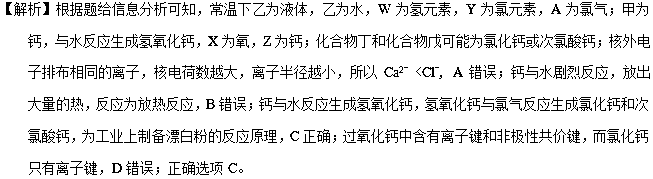 【解析】根据题给信息分析可知，常温下乙为液体，乙为水，W 为氢元素，Y 为氯元素，A 为氯气；甲为
钙，与水反应生成氢氧化钙，X 为氧，Z 为钙；化合物丁和化合物戊可能为氯化钙或次氯酸钙；核外电
子排布相同的离子，核电荷数越大，离子半径越小，所以 Ca²⁻ <Cl⁻，A 错误；钙与水剧烈反应，放出
大量的热，反应为放热反应，B 错误；钙与水反应生成氢氧化钙，氢氧化钙与氯气反应生成氯化钙和次
氯酸钙，为工业上制备漂白粉的反应原理，C 正确；过氧化钙中含有离子键和非极性共价键，而氯化钙
只有离子键，D 错误；正确选项 C。